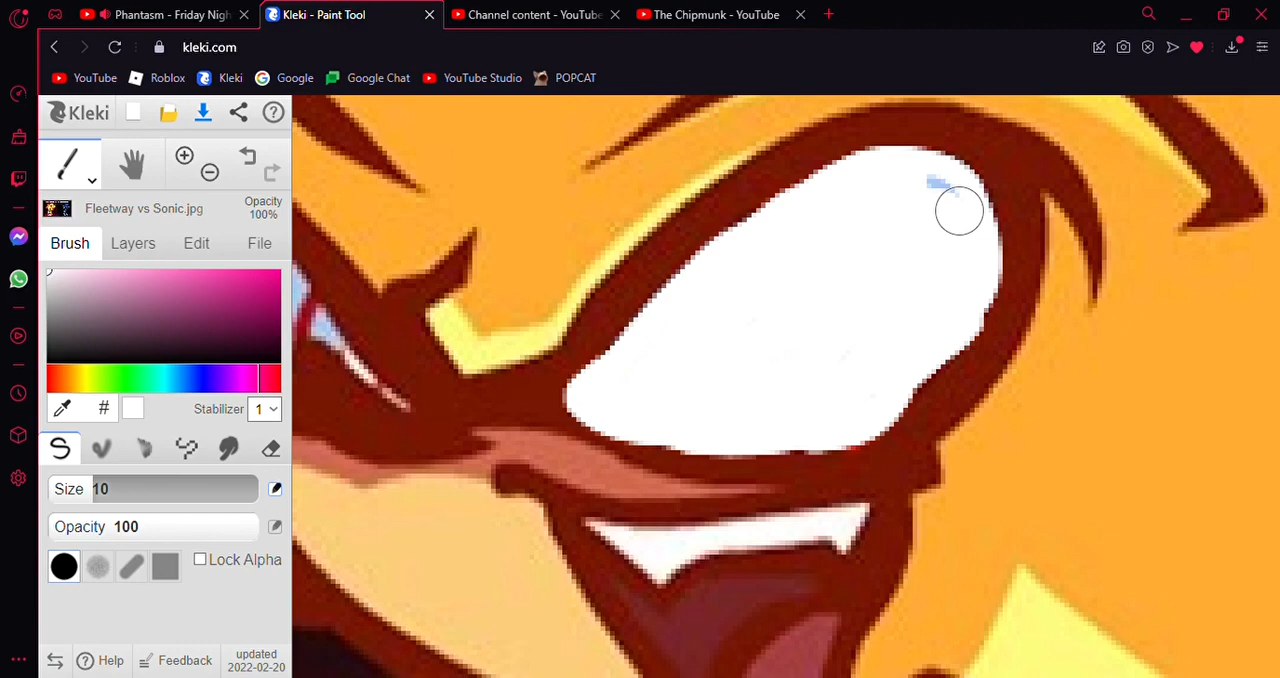 Phantasm - Friday Nigh
Kleki - Paint Tool
Channel content - YouTube
The Chipmunk - YouTube
kleki.com
YouTube Roblox Kleki Google Google Chat YouTube Studio POPCAT
Kleki
Fleetway vs Sonic.jpg
Opacity
100%
Brush Layers Edit File
# Stabilizer 1
Size 10
Opacity 100
Lock Alpha
Help Feedback
updated
2022-02-20